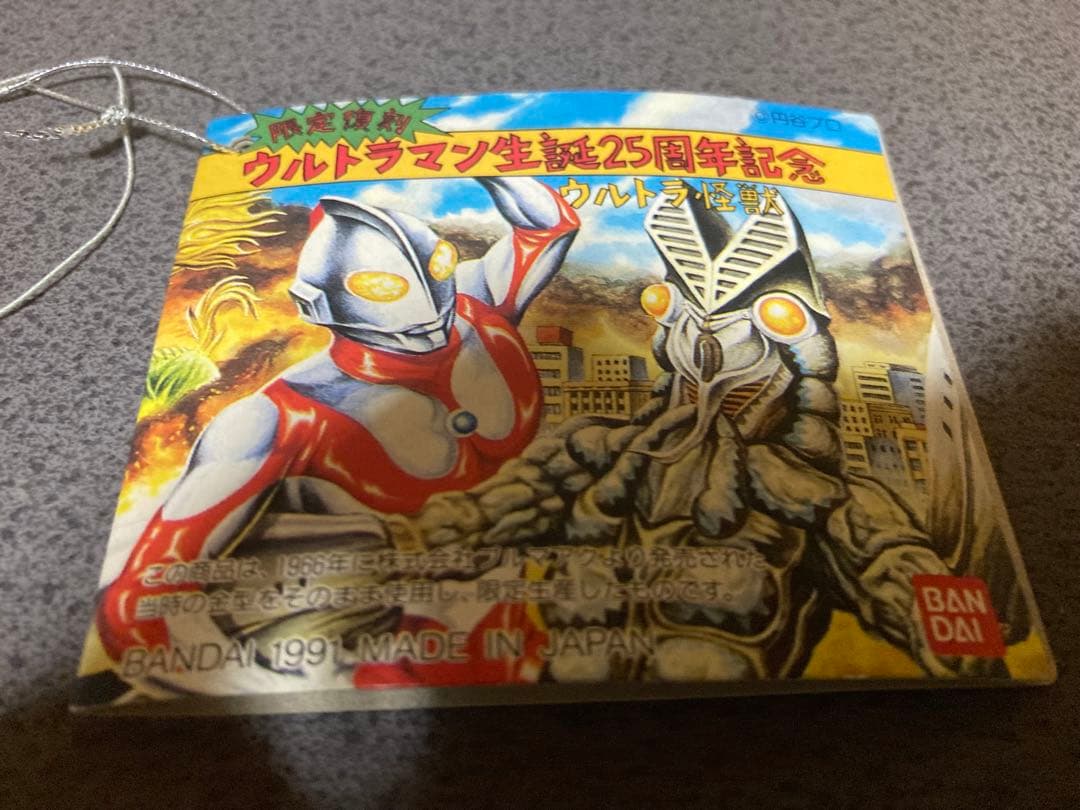 限定復刻
©円谷プロ
ウルトラマン生誕25周年記念
ウルトラ怪獣
この商品は、1966年に株式会社ブルマァクより発売された
当時の金型をそのまま使用し、限定生産したものです。
BANDAI 1991 MADE IN JAPAN
BAN
DAI